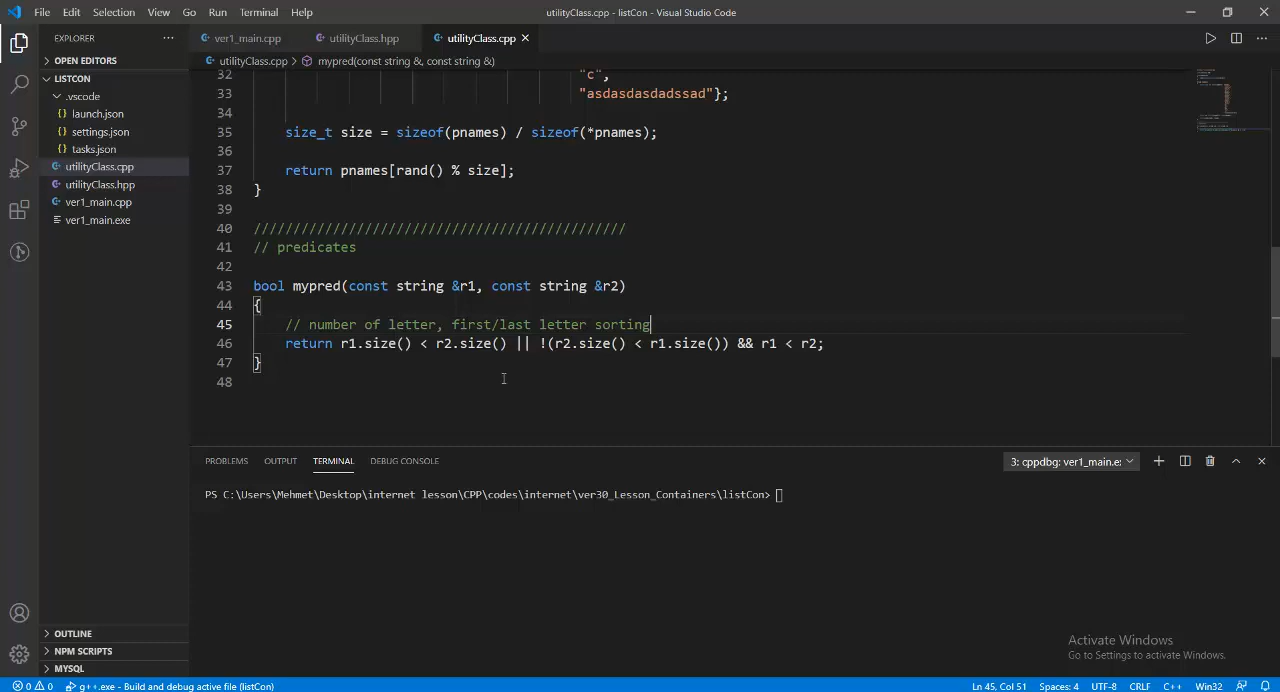 File Edit Selection View Go Run Terminal Help utilityClass.cpp - listCon - Visual Studio Code
EXPLORER ···
OPEN EDITORS
LISTCON
.vscode
{} launch.json
{} settings.json
{} tasks.json
utilityClass.cpp
utilityClass.hpp
ver1_main.cpp
ver1_main.exe
OUTLINE
NPM SCRIPTS
MYSQL
ver1_main.cpp utilityClass.hpp utilityClass.cpp
utilityClass.cpp > mypred(const string &, const string &)
32 "c",
33 "asdasdasdadssad"};
34
35 size_t size = sizeof(pnames) / sizeof(*pnames);
36
37 return pnames[rand() % size];
38 }
39
40 ///////////////////////////////////////////////
41 // predicates
42
43 bool mypred(const string &r1, const string &r2)
44 {
45 // number of letter, first/last letter sorting
46 return r1.size() < r2.size() || !(r2.size() < r1.size()) && r1 < r2;
47 }
48
PROBLEMS OUTPUT TERMINAL DEBUG CONSOLE 3: cppdbg: ver1_main.e:
PS C:\Users\Mehmet\Desktop\internet lesson\CPP\codes\internet\ver30_Lesson_Containers\listCon>
Activate Windows
Go to Settings to activate Windows.
0 0 g++.exe - Build and debug active file (listCon) Ln 45, Col 51 Spaces: 4 UTF-8 CRLF C++ Win32